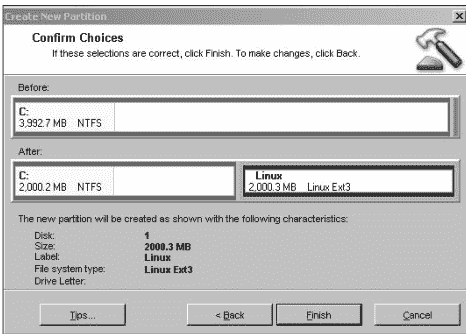 Create New Partition
Confirm Choices
If these selections are correct, click Finish. To make changes, click Back.
Before:
C:
3,992.7 MB NTFS
After:
C:
2,000.2 MB NTFS
Linux
2,000.3 MB Linux Ext3
The new partition will be created as shown with the following characteristics:
Disk: 1
Size: 2000.3 MB
Label: Linux
File system type: Linux Ext3
Drive Letter:
Tips...
< Back
Finish
Cancel